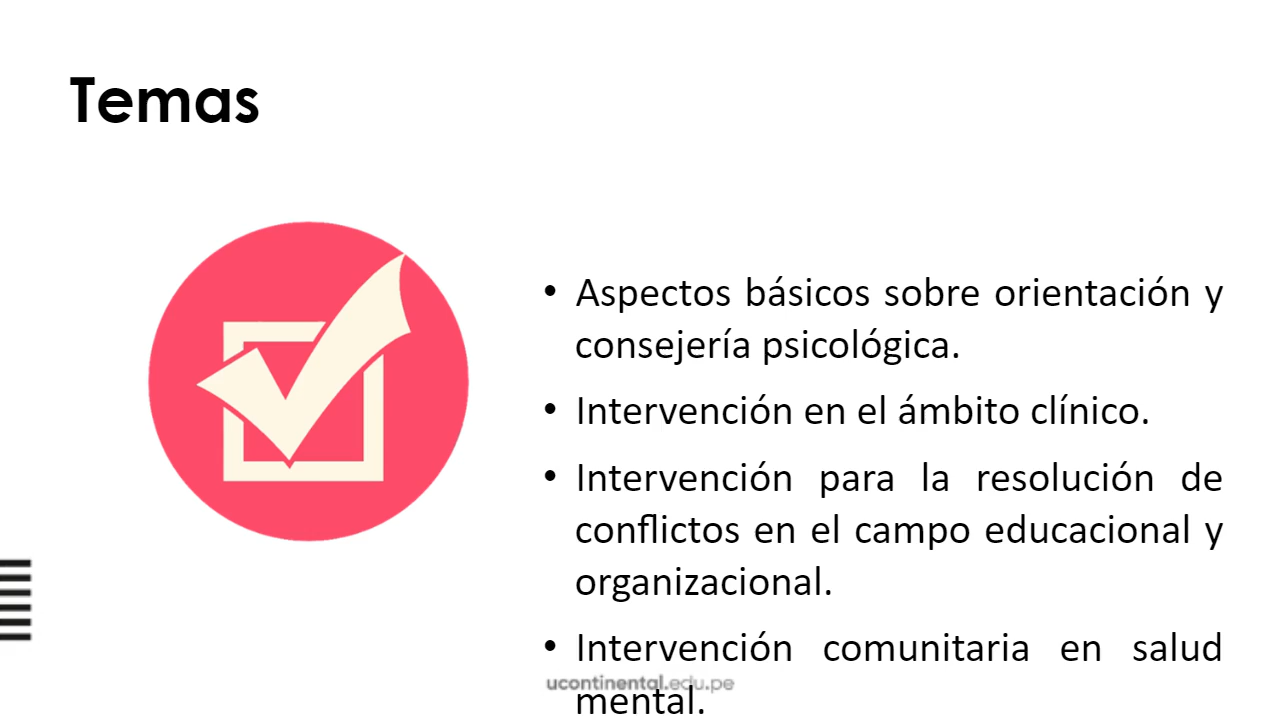 Temas
• Aspectos básicos sobre orientación y
consejería psicológica.
• Intervención en el ámbito clínico.
• Intervención para la resolución de
conflictos en el campo educacional y
organizacional.
• Intervención comunitaria en salud
mental.
ucontinental.edu.pe